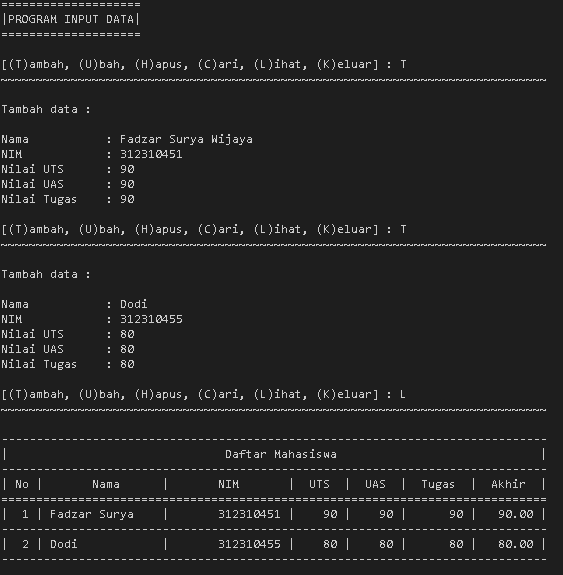 ====================
|PROGRAM INPUT DATA|
====================
[(T)ambah, (U)bah, (H)apus, (C)ari, (L)ihat, (K)eluar] : T
~~~~~~~~~~~~~~~~~~~~~~~~~~~~~~~~~~~~~~~~~~~~~~~~~~~~~~~~~~~~~~~~~~~~~~~~~~~~~~
Tambah data :
Nama           : Fadzar Surya Wijaya
NIM            : 312310451
Nilai UTS      : 90
Nilai UAS      : 90
Nilai Tugas    : 90
[(T)ambah, (U)bah, (H)apus, (C)ari, (L)ihat, (K)eluar] : T
~~~~~~~~~~~~~~~~~~~~~~~~~~~~~~~~~~~~~~~~~~~~~~~~~~~~~~~~~~~~~~~~~~~~~~~~~~~~~~
Tambah data :
Nama           : Dodi
NIM            : 312310455
Nilai UTS      : 80
Nilai UAS      : 80
Nilai Tugas    : 80
[(T)ambah, (U)bah, (H)apus, (C)ari, (L)ihat, (K)eluar] : L
~~~~~~~~~~~~~~~~~~~~~~~~~~~~~~~~~~~~~~~~~~~~~~~~~~~~~~~~~~~~~~~~~~~~~~~~~~~~~~
------------------------------------------------------------------------------
|                               Daftar Mahasiswa                             |
------------------------------------------------------------------------------
| No |       Nama      |       NIM       |  UTS  |  UAS  |  Tugas  |  Akhir  |
==============================================================================
|  1 | Fadzar Surya    |       312310451 |    90 |    90 |      90 |   90.00 |
------------------------------------------------------------------------------
|  2 | Dodi            |       312310455 |    80 |    80 |      80 |   80.00 |
------------------------------------------------------------------------------